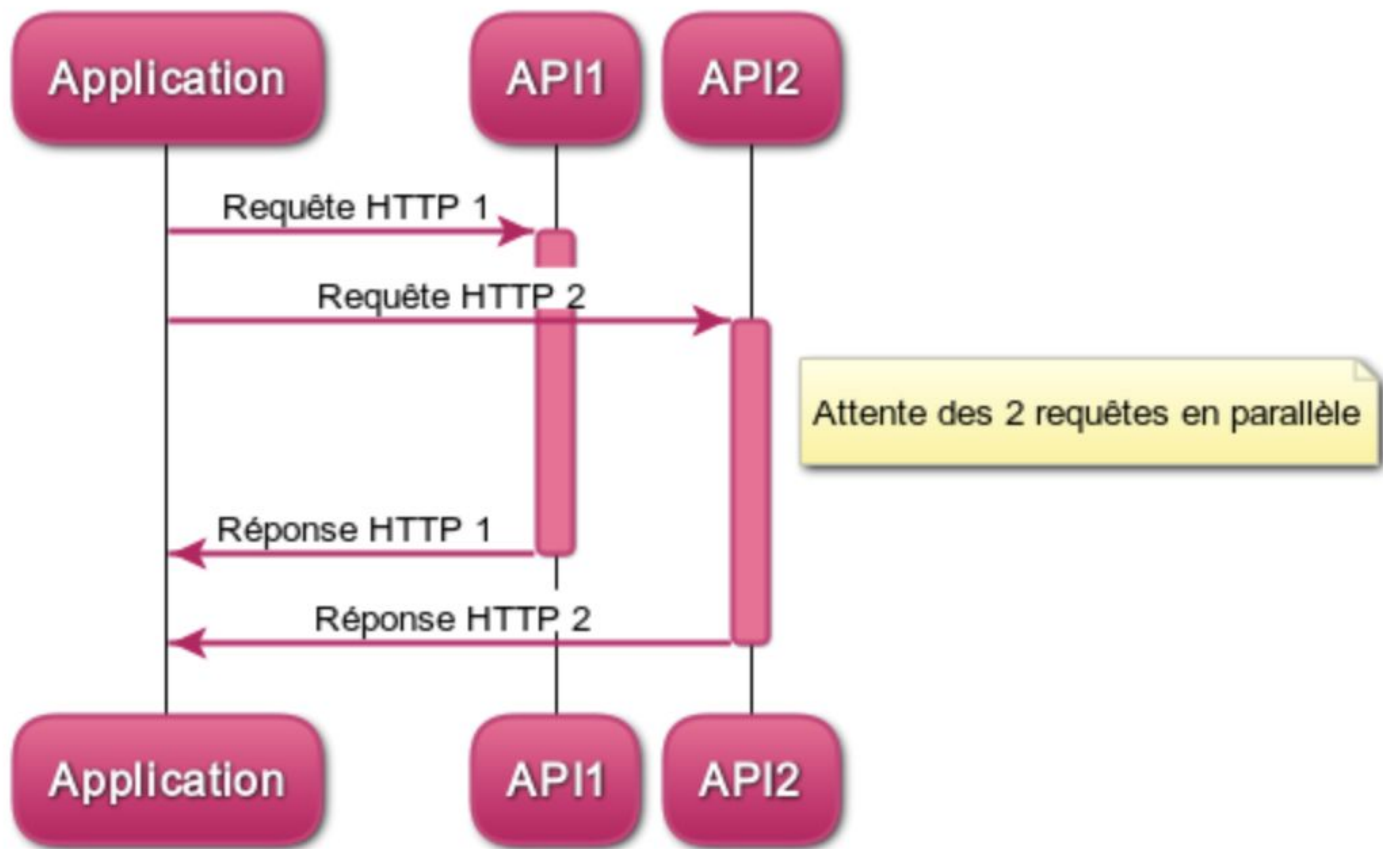 Application
API1
API2
Requête HTTP 1
Requête HTTP 2
Attente des 2 requêtes en parallèle
Réponse HTTP 1
Réponse HTTP 2
Application
API1
API2